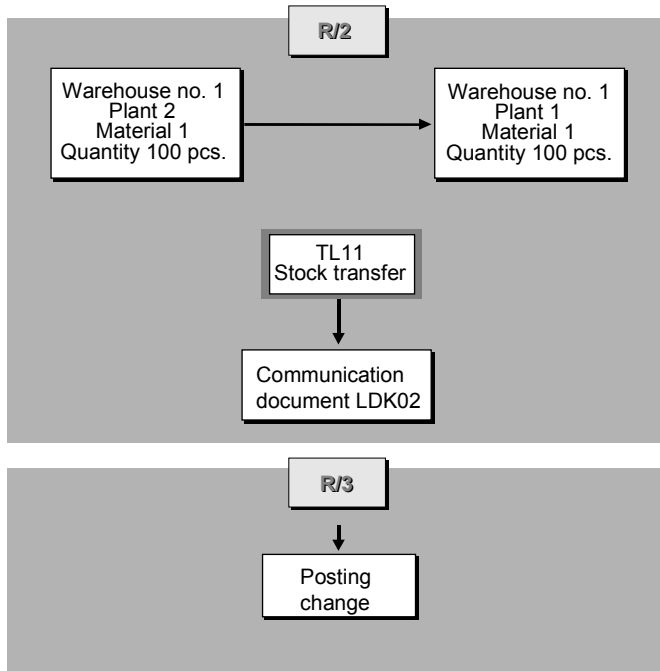 R/2
Warehouse no. 1
Plant 2
Material 1
Quantity 100 pcs.
Warehouse no. 1
Plant 1
Material 1
Quantity 100 pcs.
TL11
Stock transfer
Communication
document LDK02
R/3
Posting
change